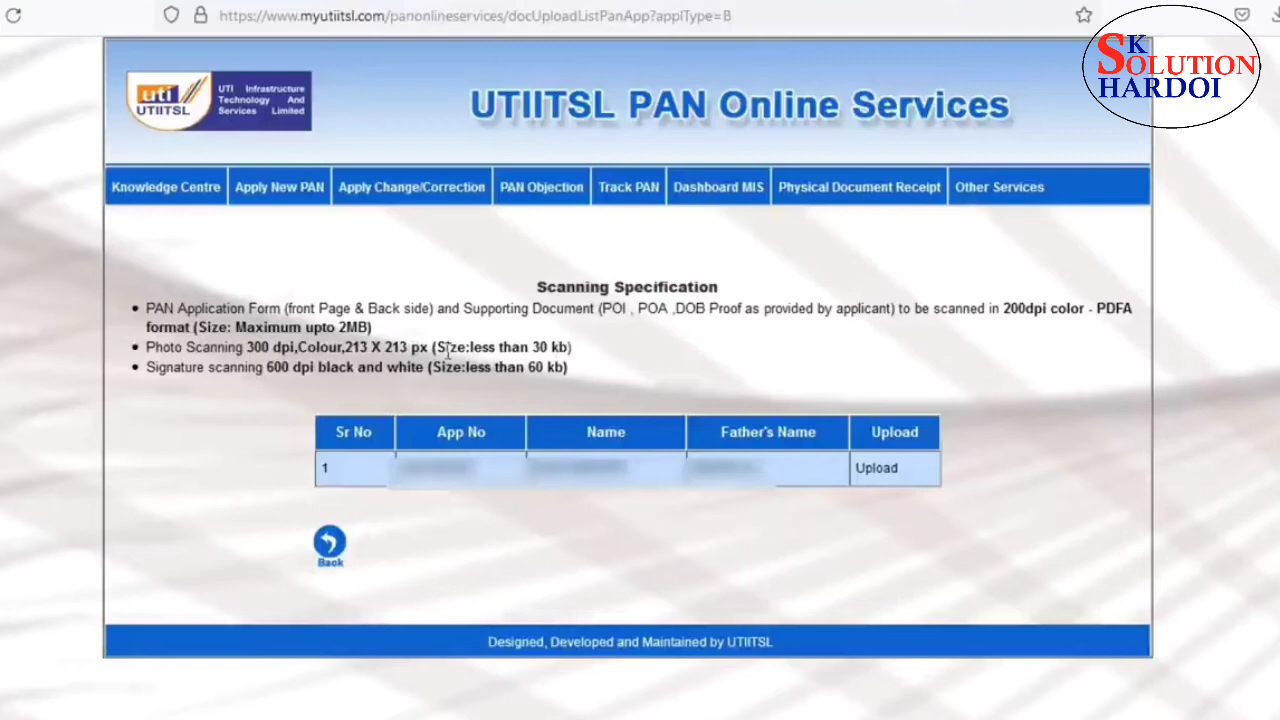 https://www.myutiitsl.com/panonlineservices/docUploadListPanApp?applType=B
SK
SOLUTION
HARDOI
uti
UTIITSL
UTI Infrastructure
Technology And
Services Limited
UTIITSL PAN Online Services
Knowledge Centre Apply New PAN Apply Change/Correction PAN Objection Track PAN Dashboard MIS Physical Document Receipt Other Services
Scanning Specification
PAN Application Form (front Page & Back side) and Supporting Document (POI , POA ,DOB Proof as provided by applicant) to be scanned in 200dpi color - PDFA
format (Size: Maximum upto 2MB)
Photo Scanning 300 dpi,Colour,213 X 213 px (Size:less than 30 kb)
Signature scanning 600 dpi black and white (Size:less than 60 kb)
Sr No App No Name Father's Name Upload
1 Upload
Back
Designed, Developed and Maintained by UTIITSL